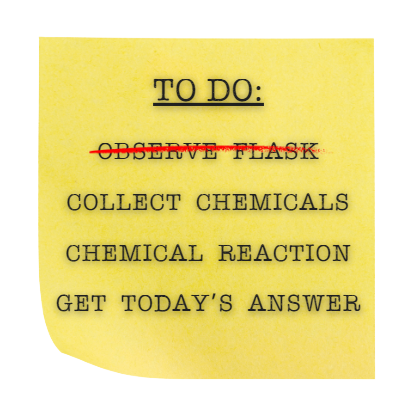 TO DO:
OBSERVE FLASK
COLLECT CHEMICALS
CHEMICAL REACTION
GET TODAY'S ANSWER